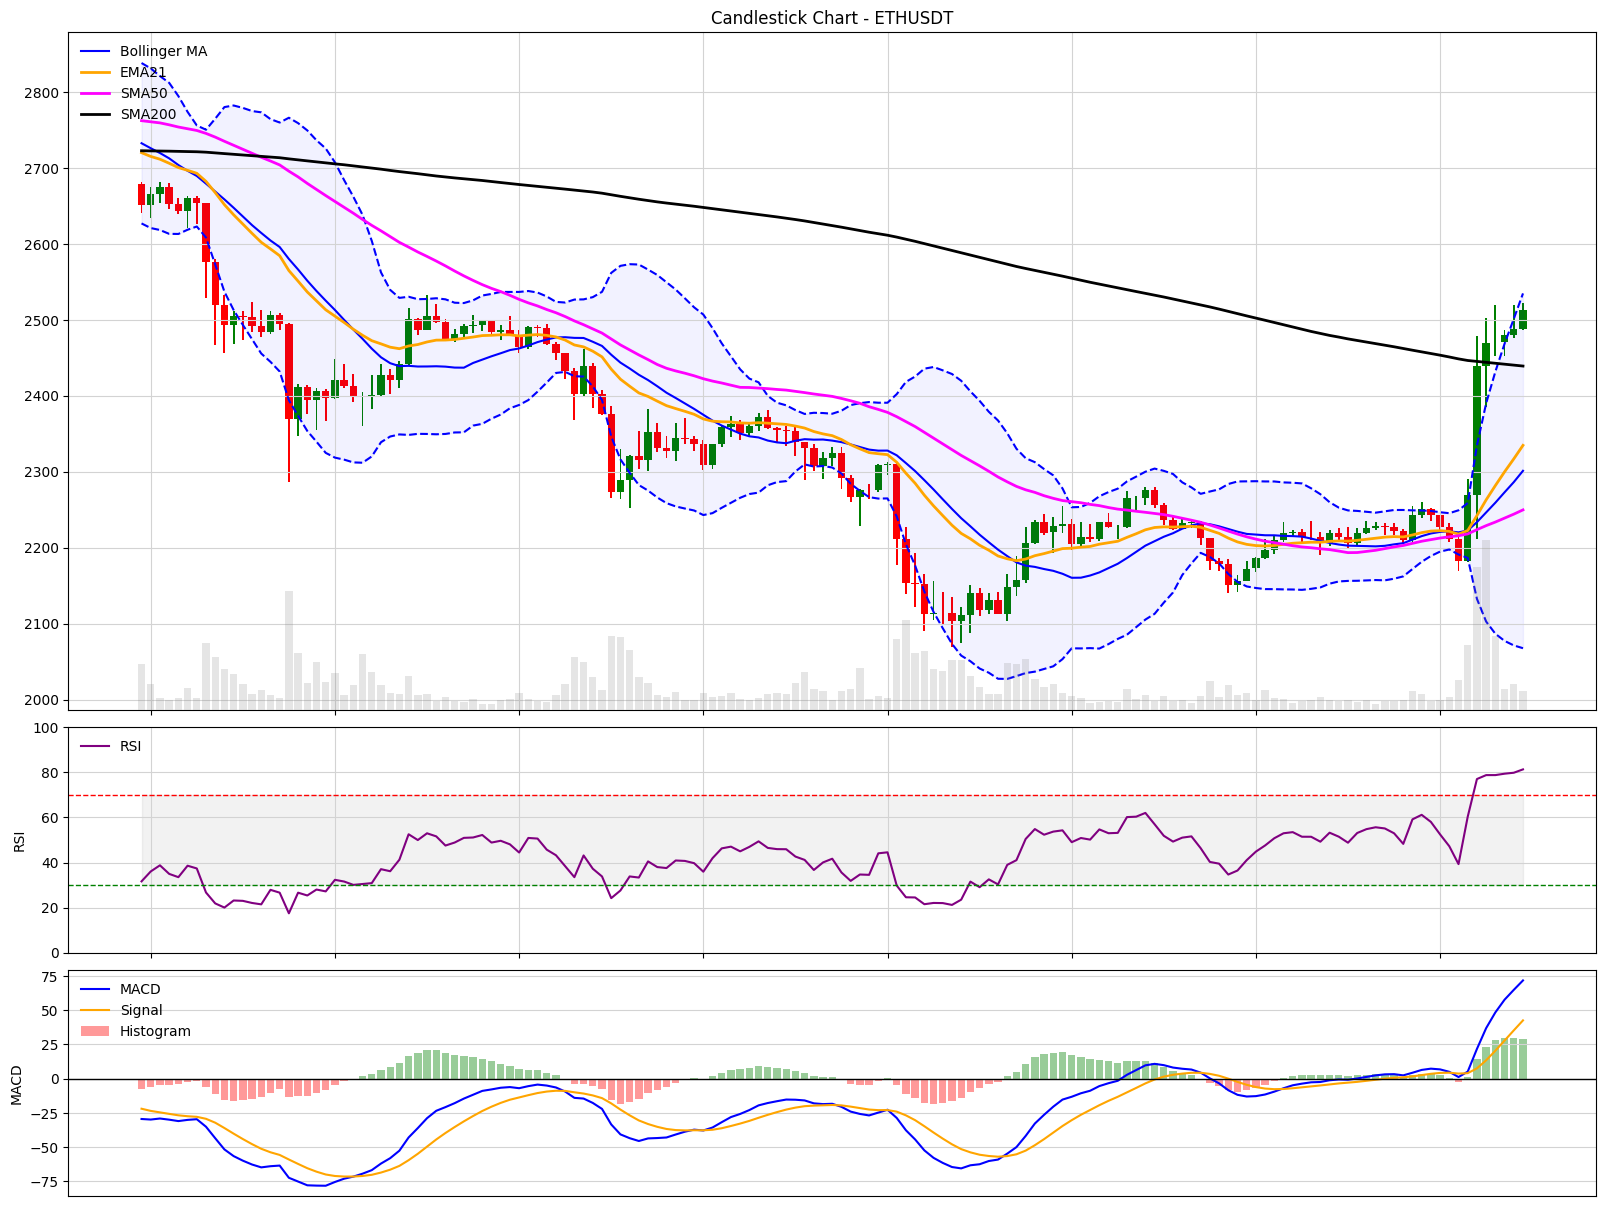 Candlestick Chart - ETHUSDT
Bollinger MA
EMA21
SMA50
SMA200
2800
2700
2600
2500
2400
2300
2200
2100
2000
100
80
60
40
20
0
RSI
RSI
75
50
25
0
−25
−50
−75
MACD
MACD
Signal
Histogram